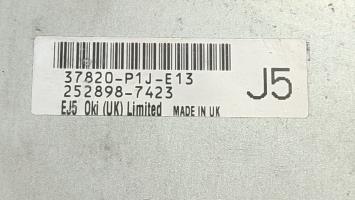 37820-P1J-E13
252898-7423
J5
EJ5 Oki (UK) Limited MADE IN UK